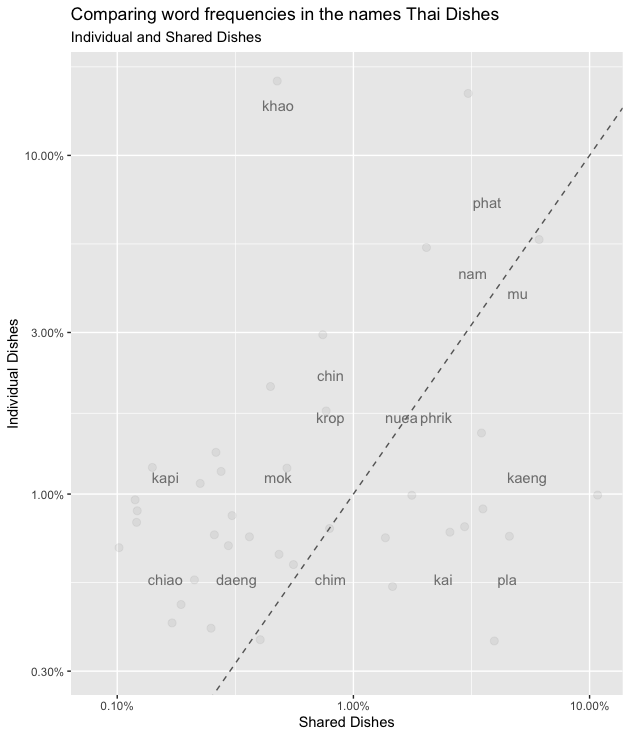 Comparing word frequencies in the names Thai Dishes
Individual and Shared Dishes
khao
10.00%
phat
nam
mu
3.00%
chin
krop nuea phrik
kapi mok kaeng
1.00%
chiao daeng chim kai pla
0.30%
0.10% 1.00% 10.00%
Shared Dishes
Individual Dishes